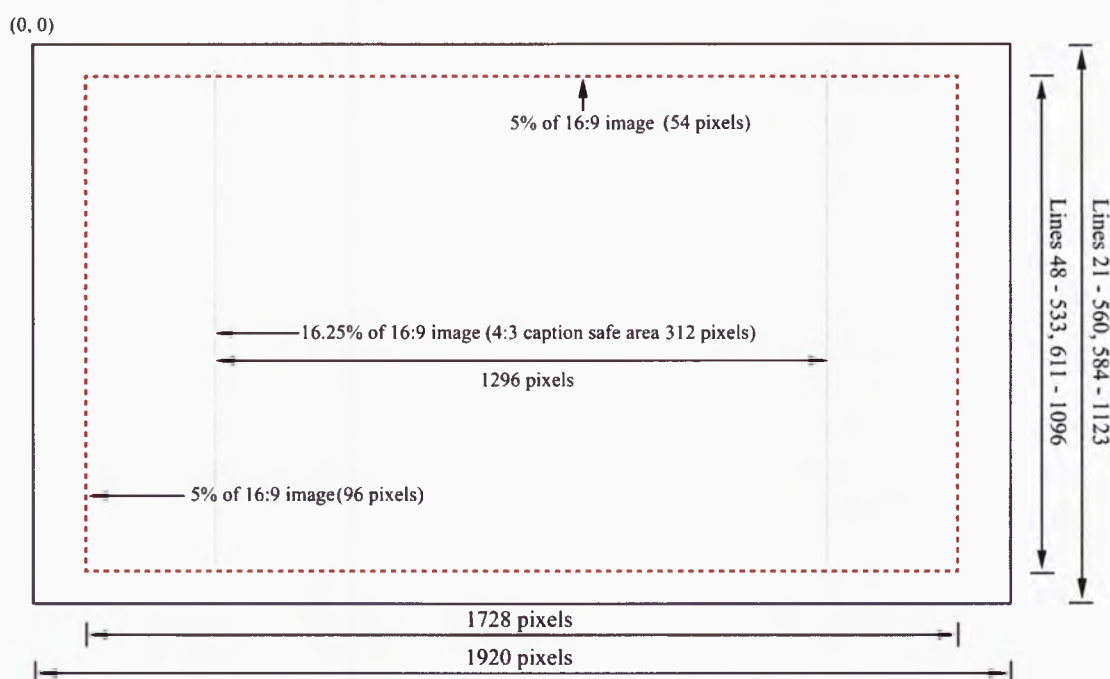 (0, 0)
5% of 16:9 image (54 pixels)
16.25% of 16:9 image (4:3 caption safe area 312 pixels)
1296 pixels
5% of 16:9 image(96 pixels)
1728 pixels
1920 pixels
Lines 48 - 533, 611 - 1096
Lines 21 - 560, 584 - 1123